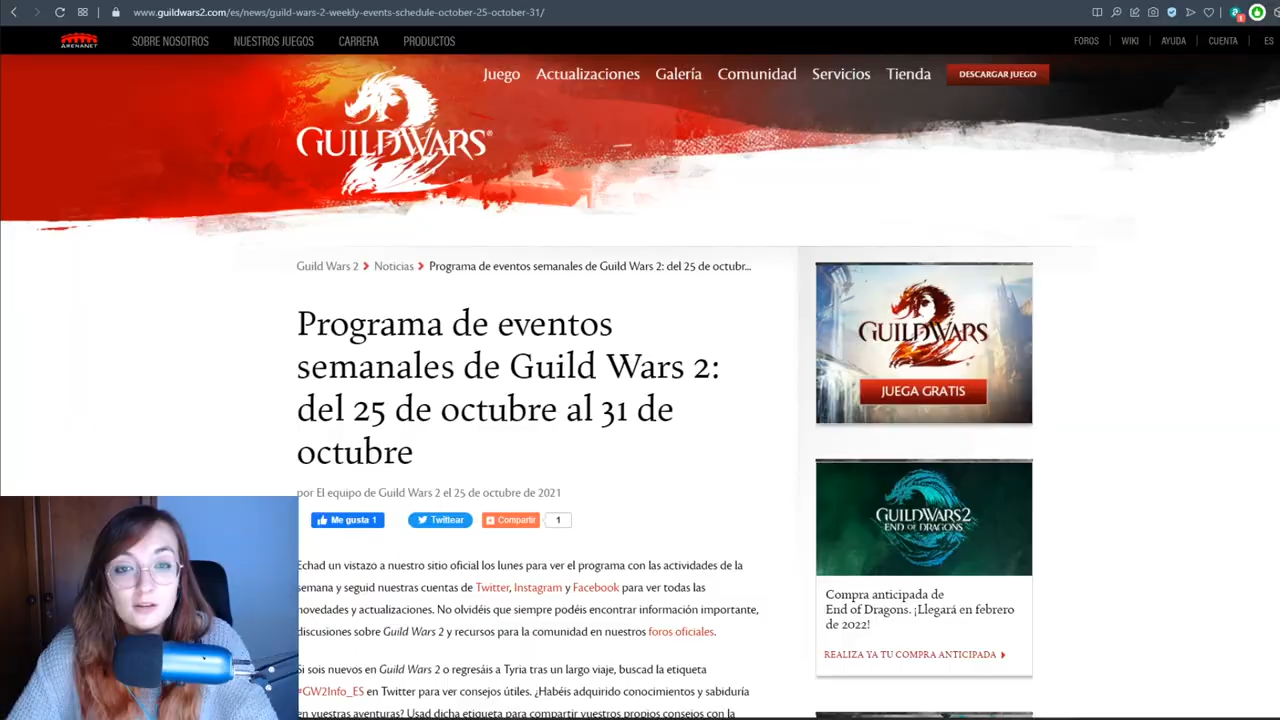 www.guildwars2.com/es/news/guild-wars-2-weekly-events-schedule-october-25-october-31/
ARENANET
SOBRE NOSOTROS
NUESTROS JUEGOS
CARRERA
PRODUCTOS
FOROS
WIKI
AYUDA
CUENTA
ES
Juego
Actualizaciones
Galería
Comunidad
Servicios
Tienda
DESCARGAR JUEGO
GUILD WARS 2
Guild Wars 2
Noticias
Programa de eventos semanales de Guild Wars 2: del 25 de octubr...
Programa de eventos
semanales de Guild Wars 2:
del 25 de octubre al 31 de
octubre
por El equipo de Guild Wars 2 el 25 de octubre de 2021
Me gusta 1
Twittear
Compartir
1
Echad un vistazo a nuestro sitio oficial los lunes para ver el programa con las actividades de la
semana y seguid nuestras cuentas de Twitter, Instagram y Facebook para ver todas las
novedades y actualizaciones. No olvidéis que siempre podéis encontrar información importante,
discusiones sobre Guild Wars 2 y recursos para la comunidad en nuestros foros oficiales.
Si sois nuevos en Guild Wars 2 o regresáis a Tyria tras un largo viaje, buscad la etiqueta
#GW2Info_ES en Twitter para ver consejos útiles. ¿Habéis adquirido conocimientos y sabiduría
en vuestras aventuras? Usad dicha etiqueta para compartir vuestros propios consejos con la
GUILD WARS 2
JUEGA GRATIS
GUILDWARS2
END OF DRAGONS
Compra anticipada de
End of Dragons. ¡Llegará en febrero
de 2022!
REALIZA YA TU COMPRA ANTICIPADA